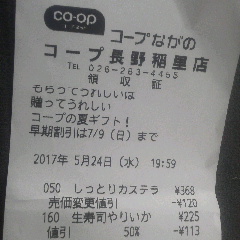 co-op
コープながの
コープ長野稲里店
TEL 026-263-4455
領収証
もらってうれしいは
贈ってうれしい
コープの夏ギフト!
早期割引は7/9(日)まで
2017年 5月24日(水) 19:59
050 しっとりカステラ ¥368
売価変更値引 -¥120
160 生寿司やりいか ¥225
値引 50% -¥113